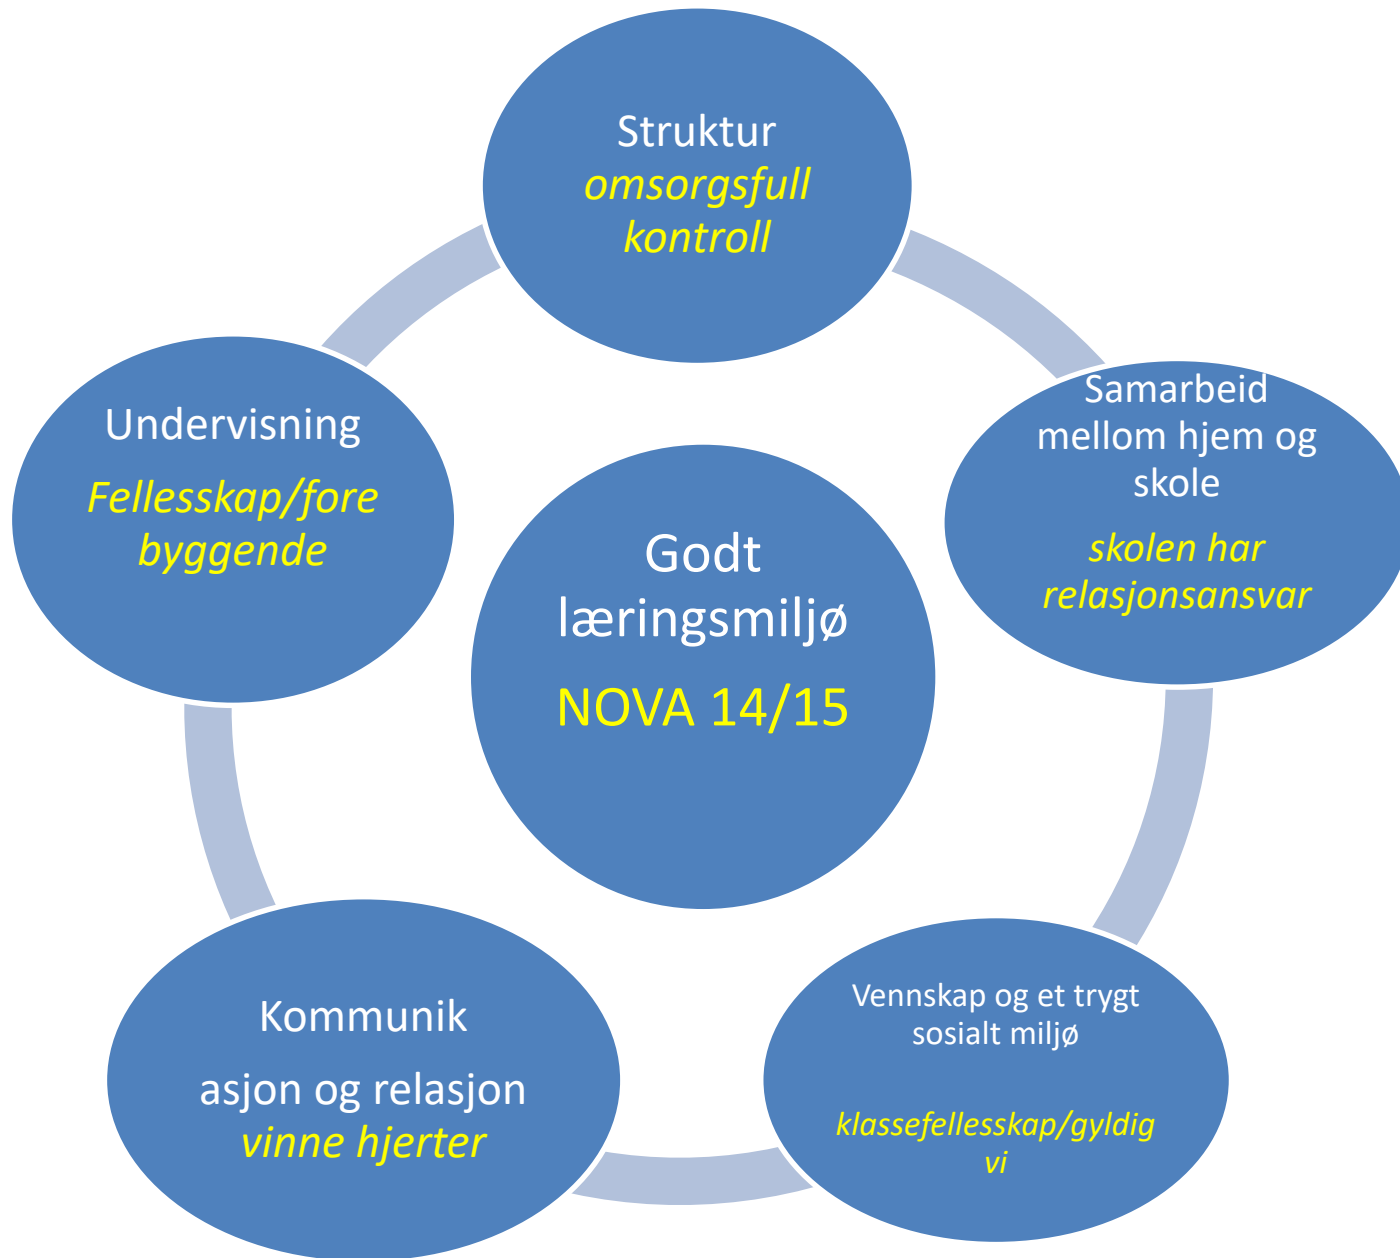 Struktur
omsorgsfull
kontroll
Samarbeid
mellom hjem og
skole
skolen har
relasjonsansvar
Undervisning
Fellesskap/fore
byggende
Godt
læringsmiljø
NOVA 14/15
Vennskap og et trygt
sosialt miljø
klassefellesskap/gyldig
vi
Kommunik
asjon og relasjon
vinne hjerter